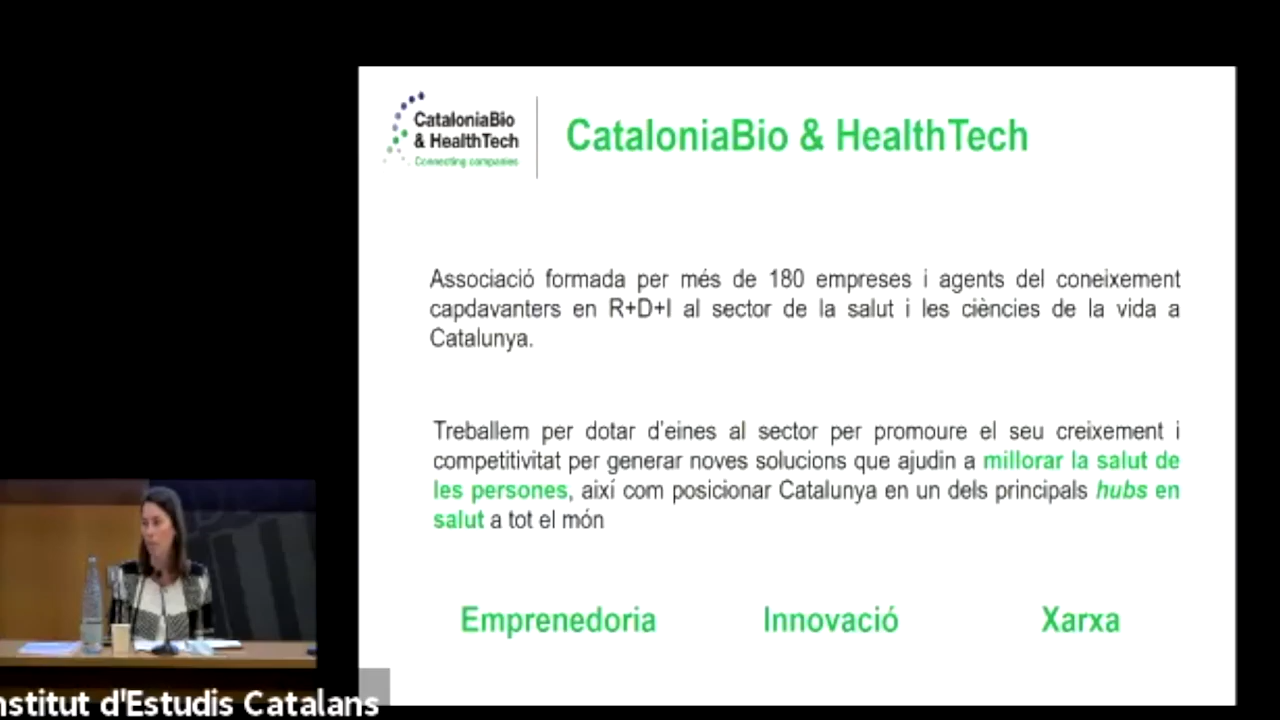 CataloniaBio
& HealthTech
Connecting companies
CataloniaBio & HealthTech
Associació formada per més de 180 empreses i agents del coneixement
capdavanters en R+D+I al sector de la salut i les ciències de la vida a
Catalunya.
Treballem per dotar d'eines al sector per promoure el seu creixement i
competitivitat per generar noves solucions que ajudin a millorar la salut de
les persones, així com posicionar Catalunya en un dels principals hubs en
salut a tot el món
Emprenedoria Innovació Xarxa
nstitut d'Estudis Catalans